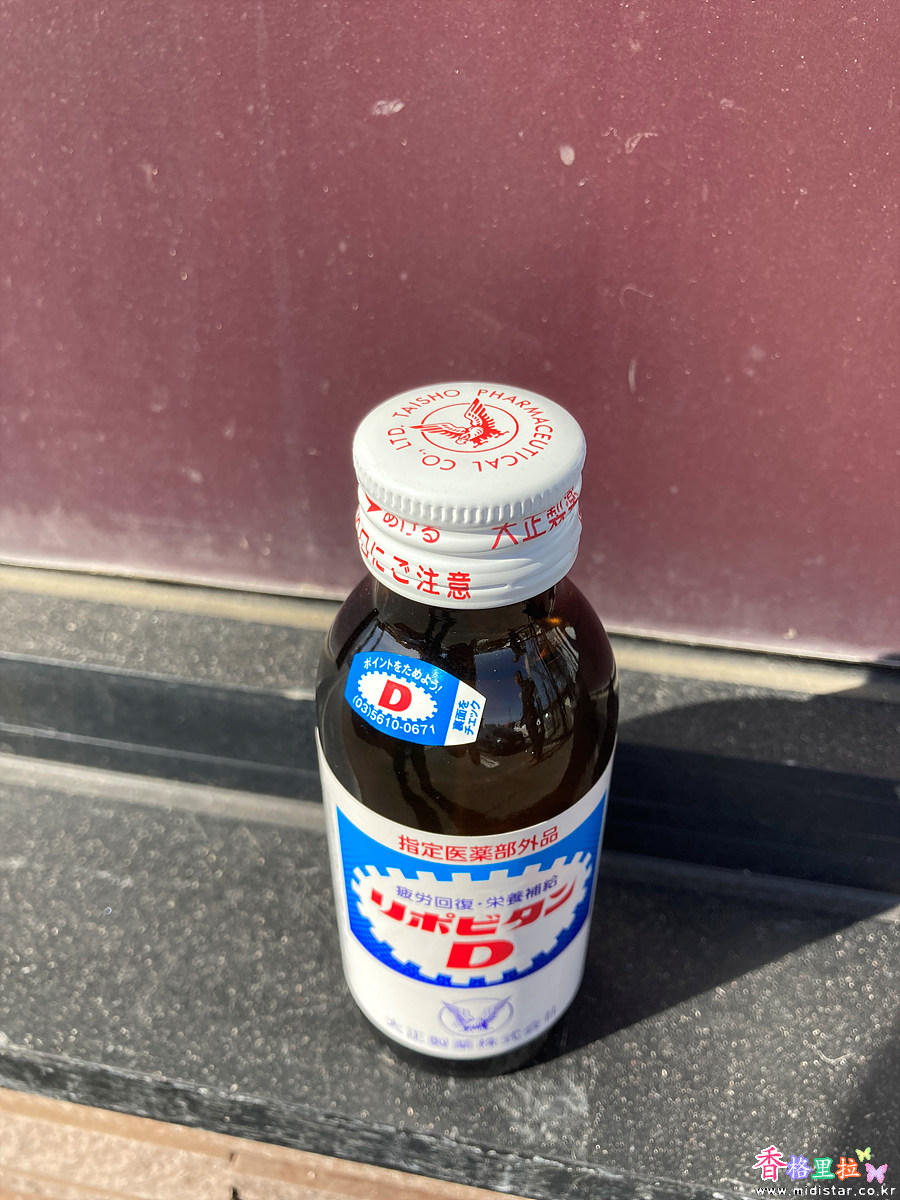 TAISHO PHARMACEUTICAL CO., LTD.
あける 大正製薬
口にご注意
ポイントをためよう!
D
(03)5610-0671
裏面を
チェック
指定医薬部外品
疲労回復・栄養補給
リポビタン
D
大正製薬株式会社
香格里拉
www.midistar.co.kr